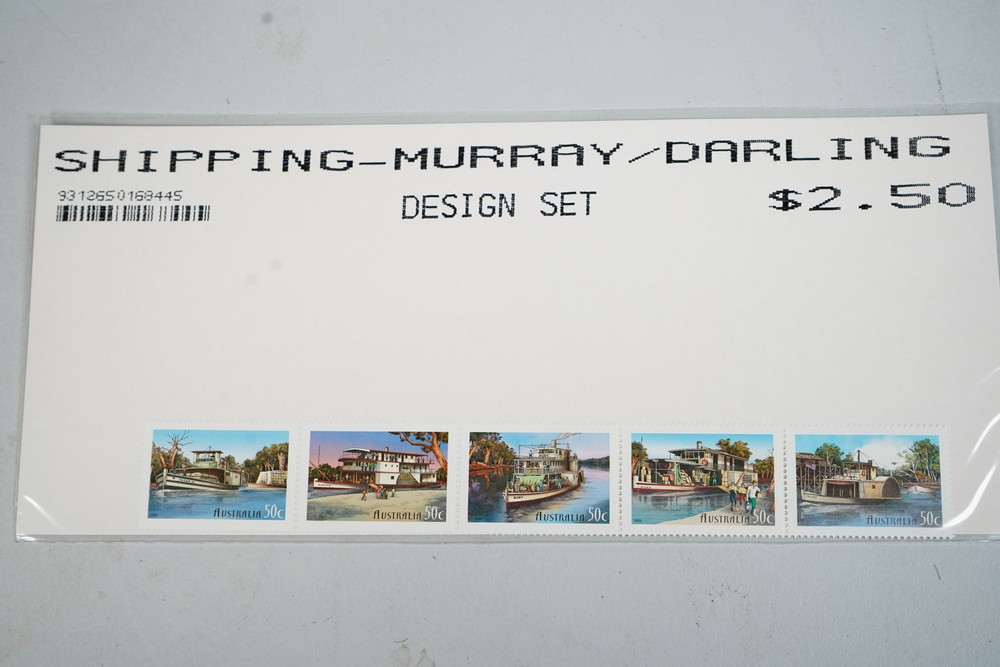 SHIPPING-MURRAY/DARLING
9312650168445
DESIGN SET
$2.50
AUSTRALIA 50c
AUSTRALIA 50c
AUSTRALIA 50c
AUSTRALIA 50c
AUSTRALIA 50c